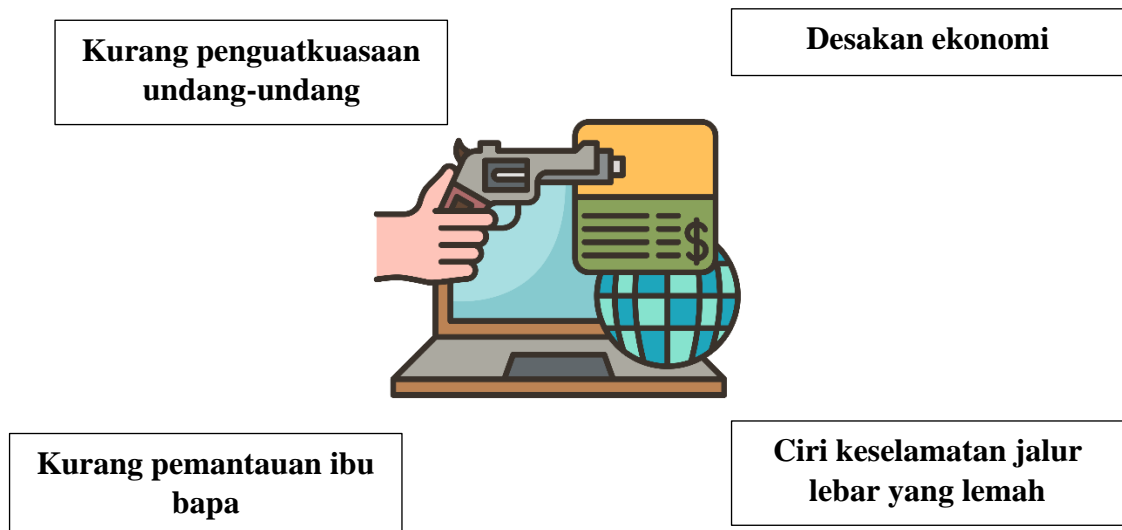 Kurang penguatkuasaan
undang-undang
Desakan ekonomi
$
Kurang pemantauan ibu
bapa
Ciri keselamatan jalur
lebar yang lemah